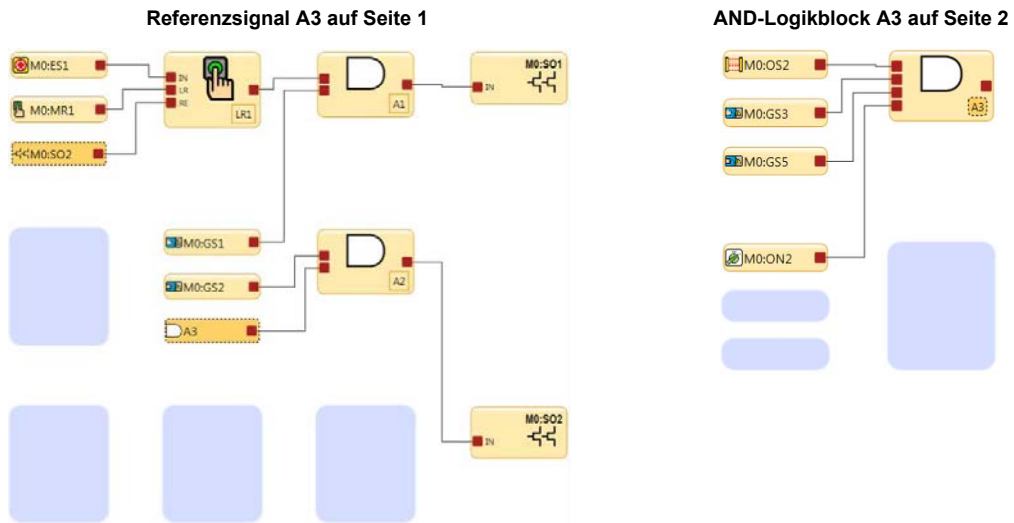 Referenzsignal A3 auf Seite 1
M0:ES1
M0:MR1
M0:SO2
IN
LR
RE
LR1
A1
M0:SO1
IN
M0:GS1
M0:GS2
A3
A2
M0:SO2
IN
AND-Logikblock A3 auf Seite 2
M0:OS2
M0:GS3
M0:GS5
M0:ON2
A3